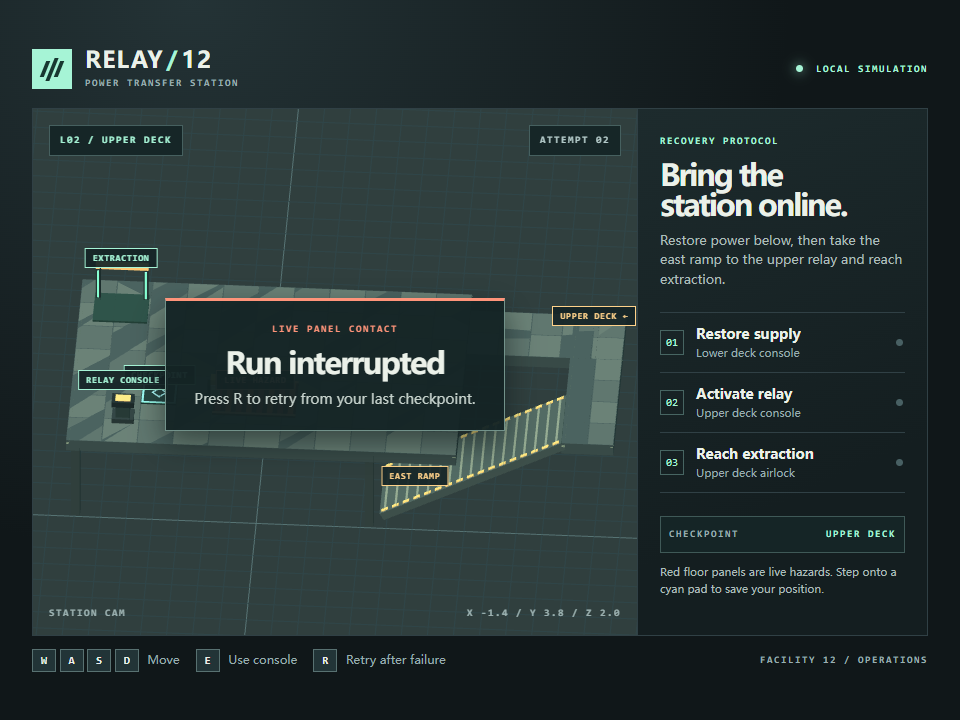 RELAY/12
POWER TRANSFER STATION
LOCAL SIMULATION
L02 / UPPER DECK
ATTEMPT 02
EXTRACTION
UPPER DECK ←
RELAY CONSOLE
EAST RAMP
LIVE PANEL CONTACT
Run interrupted
Press R to retry from your last checkpoint.
STATION CAM
X -1.4 / Y 3.8 / Z 2.0
RECOVERY PROTOCOL
Bring the
station online.
Restore power below, then take the
east ramp to the upper relay and reach
extraction.
01 Restore supply
Lower deck console
02 Activate relay
Upper deck console
03 Reach extraction
Upper deck airlock
CHECKPOINT UPPER DECK
Red floor panels are live hazards. Step onto a
cyan pad to save your position.
W A S D Move E Use console R Retry after failure
FACILITY 12 / OPERATIONS